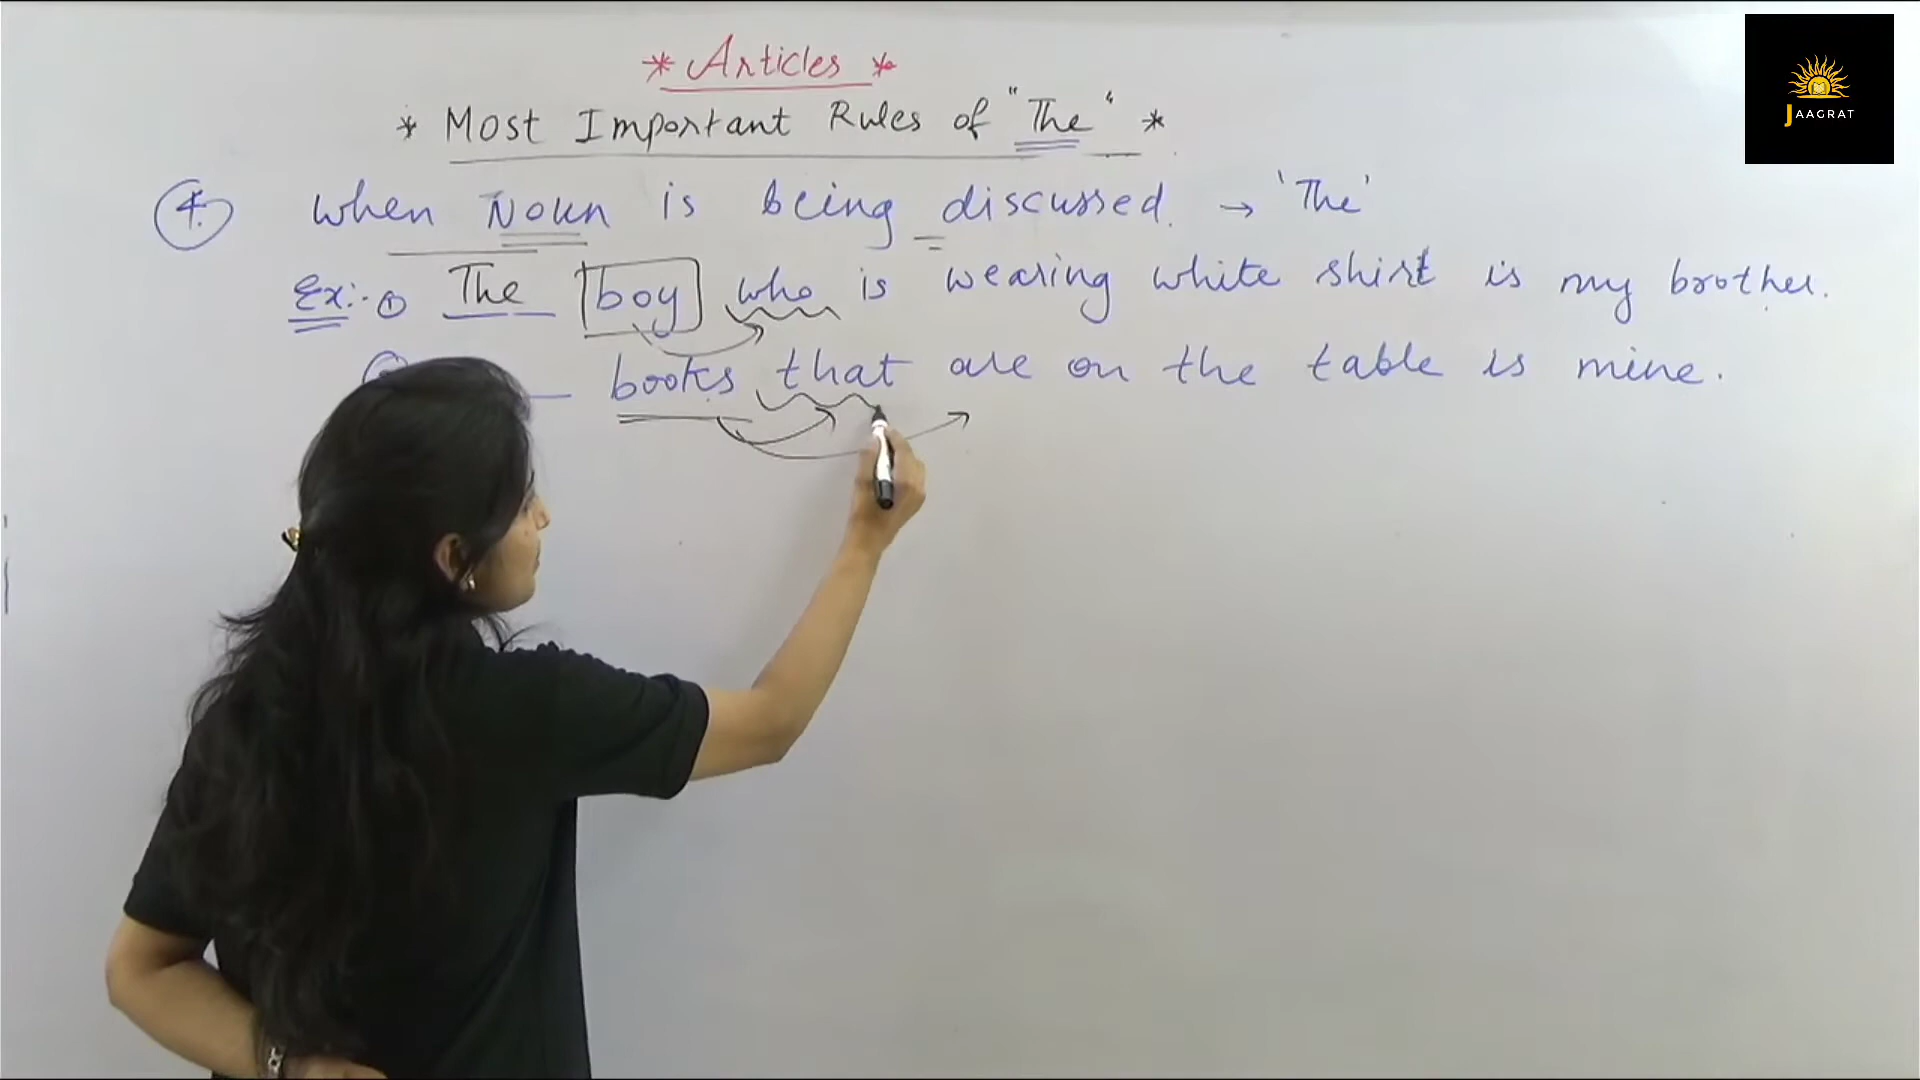 * Articles *
* Most Important Rules of "The" *
4. When Noun is being discussed. → 'The'
Ex:- ① The boy who is wearing white shirt is my brother.
books that are on the table is mine.
JAAGRAT